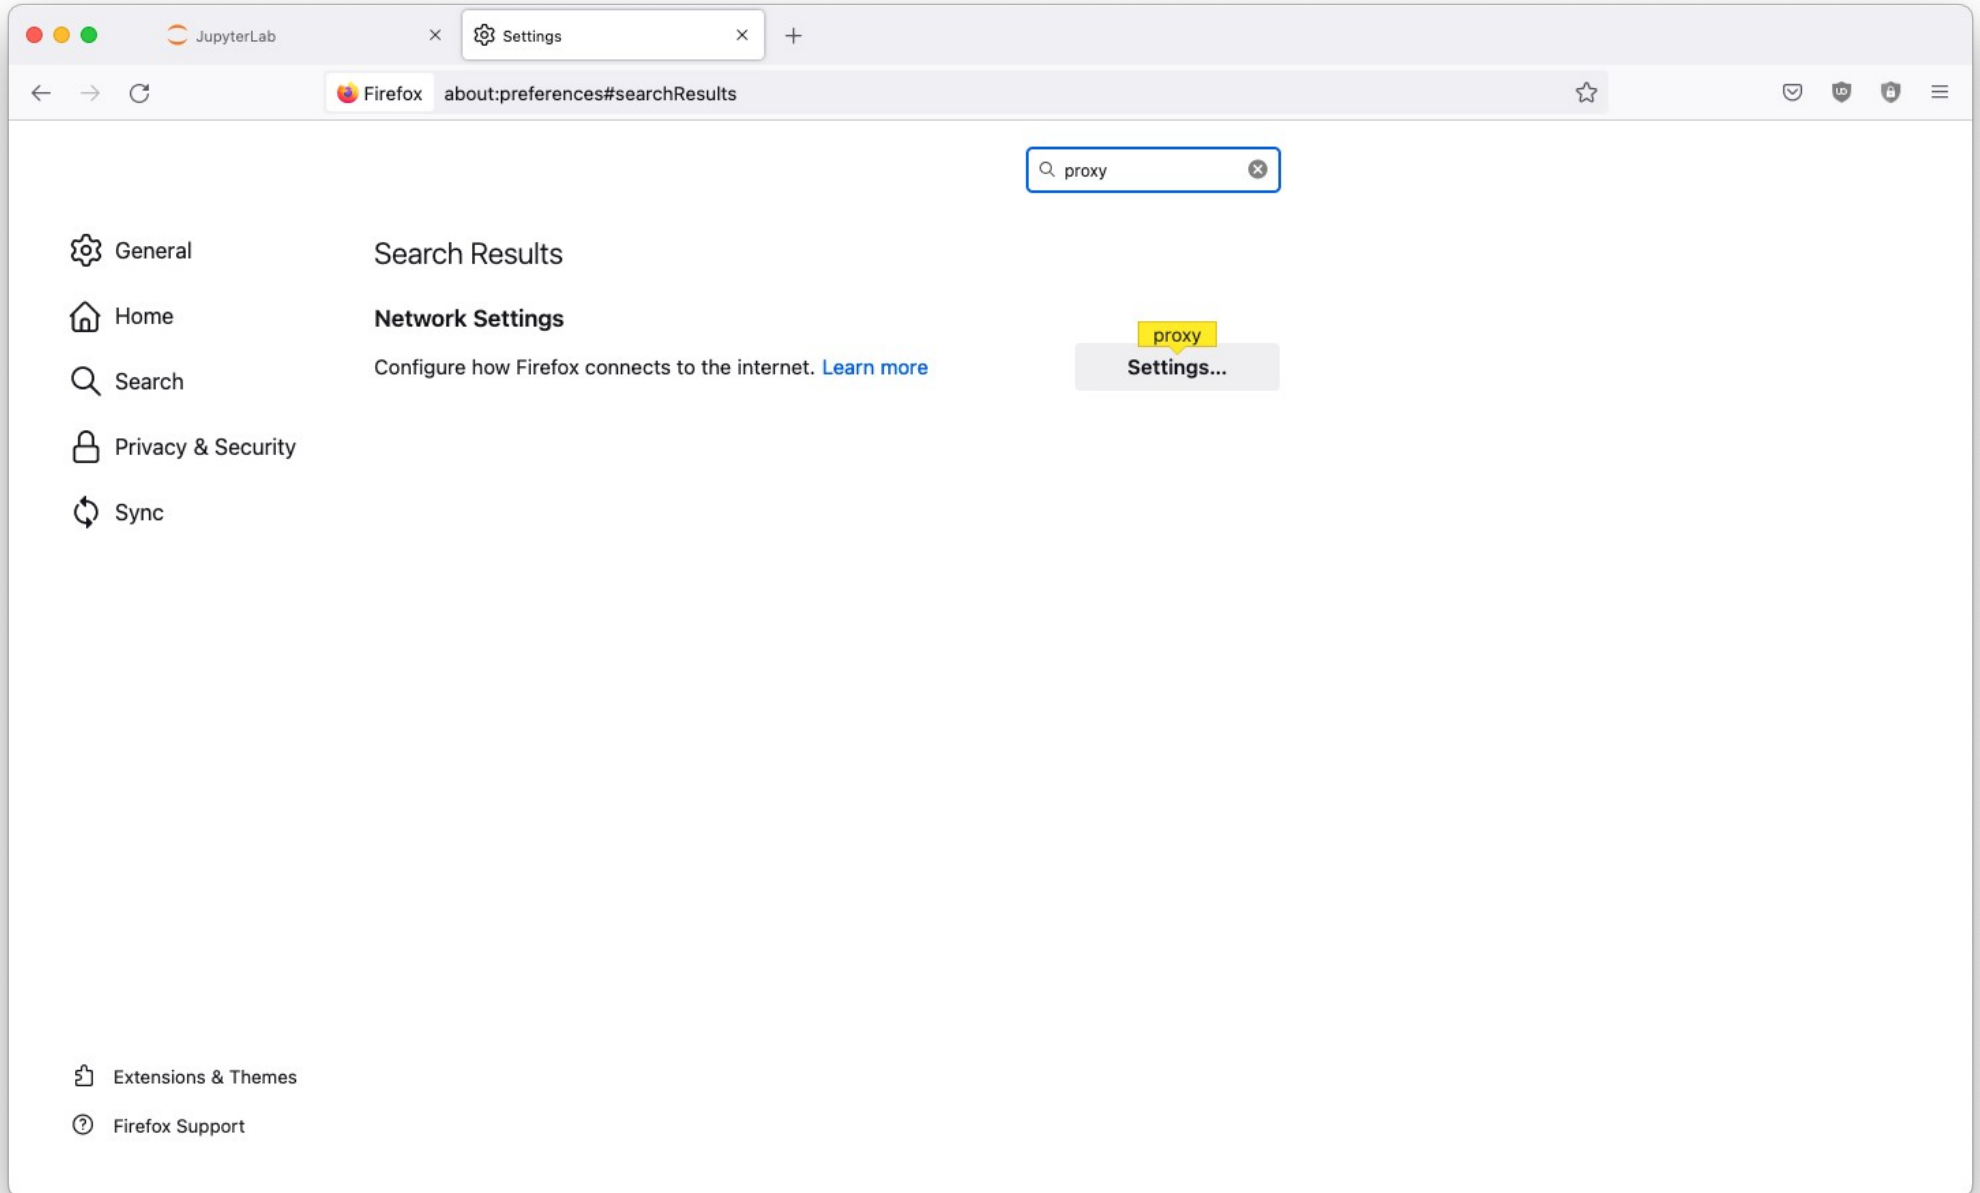 JupyterLab
Settings
Firefox about:preferences#searchResults
proxy
General
Home
Search
Privacy & Security
Sync
Search Results
Network Settings
Configure how Firefox connects to the internet. Learn more
proxy
Settings...
Extensions & Themes
Firefox Support